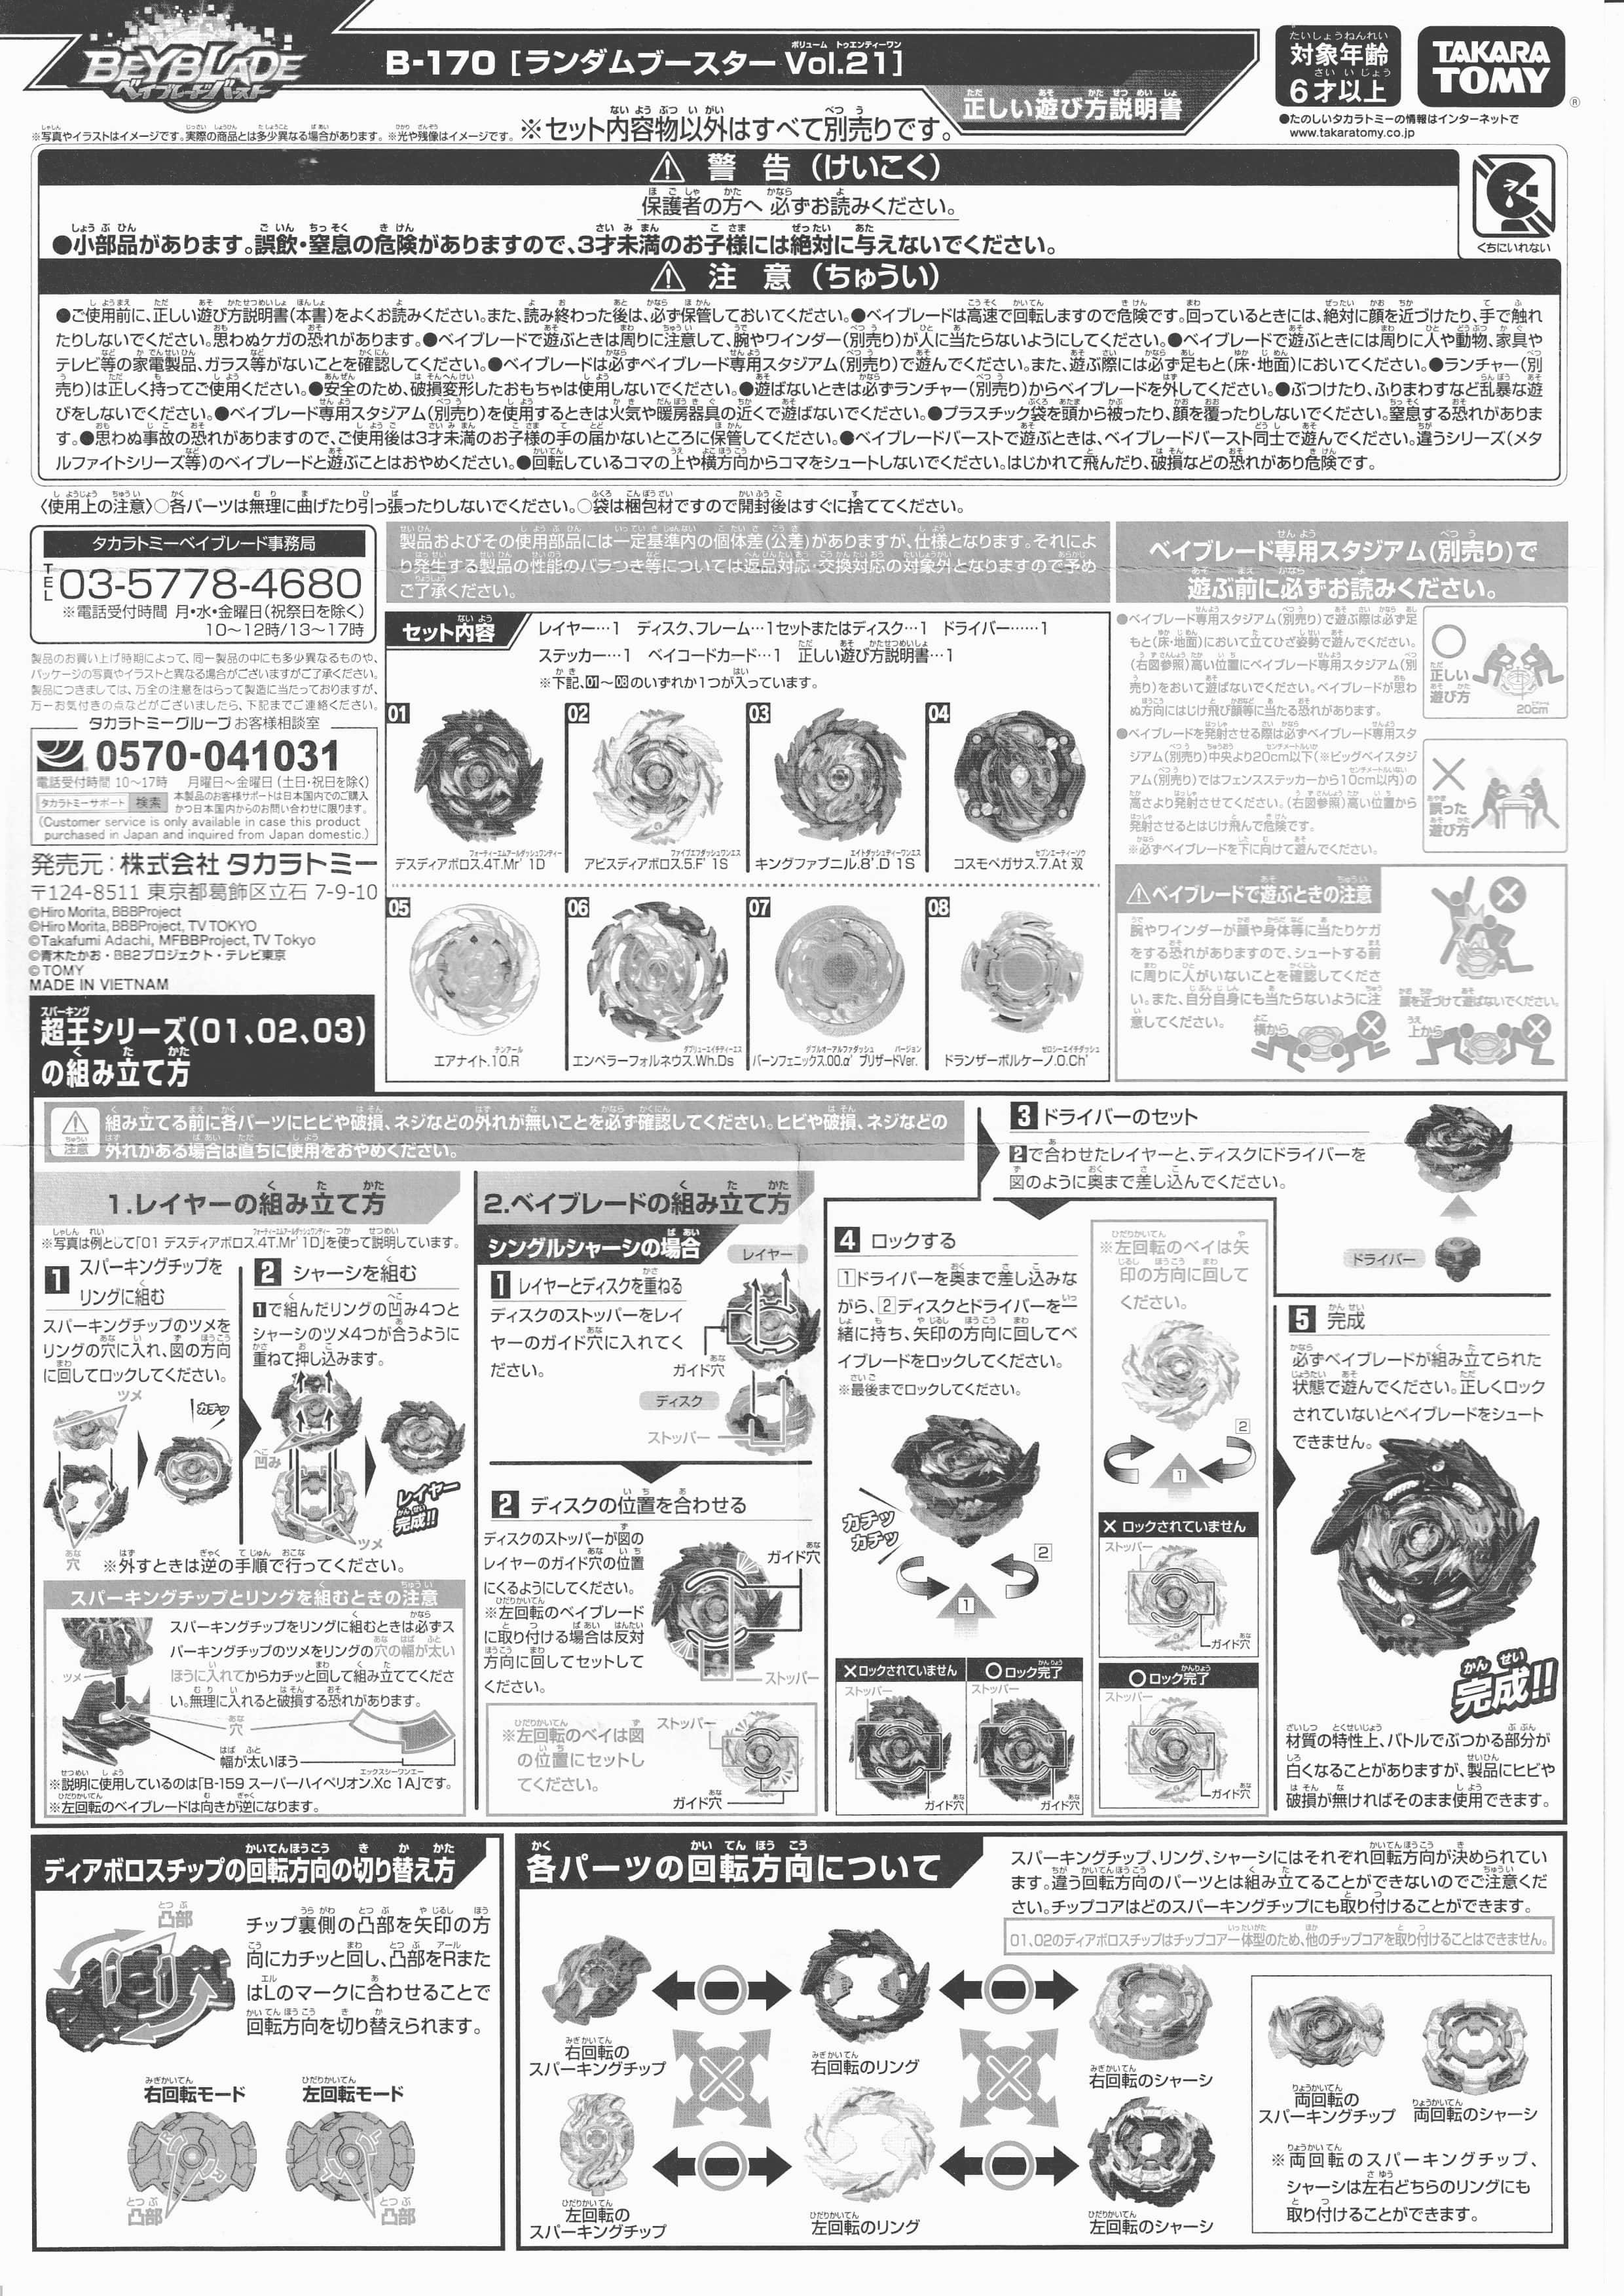 BEYBLADE
ベイブレードバースト
B-170 [ランダムブースター Vol.21]
正しい遊び方説明書
対象年齢
6才以上
TAKARA
TOMY
●たのしいタカラトミーの情報はインターネットで
www.takaratomy.co.jp
※写真やイラストはイメージです。実際の商品とは多少異なる場合があります。※光や残像はイメージです。
※セット内容物以外はすべて別売りです。
警 告 (けいこく)
保護者の方へ 必ずお読みください。
●小部品があります。誤飲・窒息の危険がありますので、3才未満のお子様には絶対に与えないでください。
くちにいれない
注 意 (ちゅうい)
●ご使用前に、正しい遊び方説明書(本書)をよくお読みください。また、読み終わった後は、必ず保管しておいてください。●ベイブレードは高速で回転しますので危険です。回っているときには、絶対に顔を近づけたり、手で触れ
たりしないでください。思わぬケガの恐れがあります。●ベイブレードで遊ぶときは周りに注意して、腕やワインダー(別売り)が人に当たらないようにしてください。●ベイブレードで遊ぶときには周りに人や動物、家具や
テレビ等の家電製品、ガラス等がないことを確認してください。●ベイブレードは必ずベイブレード専用スタジアム(別売り)で遊んでください。また、遊ぶ際には必ず足もと(床・地面)においてください。●ランチャー(別
売り)は正しく持ってご使用ください。●安全のため、破損変形したおもちゃは使用しないでください。●遊ばないときは必ずランチャー(別売り)からベイブレードを外してください。●ぶつけたり、ふりまわすなど乱暴な遊
びをしないでください。●ベイブレード専用スタジアム(別売り)を使用するときは火気や暖房器具の近くで遊ばないでください。●プラスチック袋を頭から被ったり、顔を覆ったりしないでください。窒息する恐れがありま
す。●思わぬ事故の恐れがありますので、ご使用後は3才未満のお子様の手の届かないところに保管してください。●ベイブレードバーストで遊ぶときは、ベイブレードバースト同士で遊んでください。違うシリーズ(メタ
ルファイトシリーズ等)のベイブレードと遊ぶことはおやめください。●回転しているコマの上や横方向からコマをシュートしないでください。はじかれて飛んだり、破損などの恐れがあり危険です。
〈使用上の注意〉○各パーツは無理に曲げたり引っ張ったりしないでください。○袋は梱包材ですので開封後はすぐに捨ててください。
タカラトミーベイブレード事務局
TEL 03-5778-4680
※電話受付時間 月・水・金曜日(祝祭日を除く)
10〜12時/13〜17時
製品のお買い上げ時期によって、同一製品の中にも多少異なるものや、
パッケージの写真やイラストと異なる場合がございますがご了承ください。
製品につきましては、万全の注意をはらって製造に当たっておりますが、
万一お気付きの点などがございましたら、下記までご連絡ください。
タカラトミーグループ お客様相談室
0570-041031
電話受付時間 10〜17時 月曜日〜金曜日(土日・祝日を除く)
タカラトミーサポート 検索
本製品のお客様サポートは日本国内でのご購入
かつ日本国内からのお問い合わせに限ります。
(Customer service is only available in case this product
purchased in Japan and inquired from Japan domestic.)
発売元:株式会社 タカラトミー
〒124-8511 東京都葛飾区立石 7-9-10
©Hiro Morita, BBBProject
©Hiro Morita, BBBProject, TV TOKYO
©Takafumi Adachi, MFBBProject, TV Tokyo
©青木たかお・BB2プロジェクト・テレビ東京
© TOMY
MADE IN VIETNAM
製品およびその使用部品には一定基準内の個体差(公差)がありますが、仕様となります。それによ
り発生する製品の性能のバラつき等については返品対応・交換対応の対象外となりますので予め
ご了承ください。
セット内容
レイヤー…1 ディスク、フレーム…1セットまたはディスク…1 ドライバー……1
ステッカー…1 ベイコードカード…1 正しい遊び方説明書…1
※下記、01〜08のいずれか1つが入っています。
01
デスディアボロス.4T.Mr' 1D
02
アビスディアボロス.5.F' 1S
03
キングファブニル.8'.D 1S
04
コスモペガサス.7.At 双
05
エアナイト.10.R
06
エンペラーフォルネウス.Wh.Ds
07
バーンフェニックス.00.α' ブリザードVer.
08
ドランザーボルケーノ.0.Ch'
ベイブレード専用スタジアム(別売り)で
遊ぶ前に必ずお読みください。
●ベイブレード専用スタジアム(別売り)で遊ぶ際は必ず足
もと(床・地面)において立てひざ姿勢で遊んでください。
(右図参照)高い位置にベイブレード専用スタジアム(別
売り)をおいて遊ばないでください。ベイブレードが思わ
ぬ方向にはじけ飛び顔等に当たる恐れがあります。
●ベイブレードを発射させる際は必ずベイブレード専用スタ
ジアム(別売り)中央より20cm以下(※ビッグベイスタジ
アム(別売り)ではフェンスステッカーから10cm以内)の
高さより発射させてください。(右図参照)高い位置から
発射させるとはじけ飛んで危険です。
※必ずベイブレードを下に向けて遊んでください。
正しい
遊び方
20cm
誤った
遊び方
ベイブレードで遊ぶときの注意
腕やワインダーが顔や身体等に当たりケガ
をする恐れがありますので、シュートする前
に周りに人がいないことを確認してくださ
い。また、自分自身にも当たらないように注
意してください。
顔を近づけて遊ばないでください。
横から
上から
超王シリーズ(01、02、03)
の組み立て方
注意
組み立てる前に各パーツにヒビや破損、ネジなどの外れが無いことを必ず確認してください。ヒビや破損、ネジなどの
外れがある場合は直ちに使用をおやめください。
1.レイヤーの組み立て方
※写真は例として「01 デスディアボロス.4T.Mr' 1D」を使って説明しています。
1 スパーキングチップを
リングに組む
スパーキングチップのツメを
リングの穴に入れ、図の方向
に回してロックしてください。
ツメ
カチッ
穴
2 シャーシを組む
1で組んだリングの凹み4つと
シャーシのツメ4つが合うように
重ねて押し込みます。
凹み
ツメ
レイヤー
完成!!
※外すときは逆の手順で行ってください。
スパーキングチップとリングを組むときの注意
スパーキングチップをリングに組むときは必ずス
パーキングチップのツメをリングの穴の幅が太い
ほうに入れてからカチッと回して組み立ててくださ
い。無理に入れると破損する恐れがあります。
ツメ
穴
幅が太いほう
※説明に使用しているのは「B-159 スーパーハイペリオン.Xc 1A」です。
※左回転のベイブレードは向きが逆になります。
2.ベイブレードの組み立て方
シングルシャーシの場合
1 レイヤーとディスクを重ねる
ディスクのストッパーをレイ
ヤーのガイド穴に入れてく
ださい。
レイヤー
ガイド穴
ディスク
ストッパー
2 ディスクの位置を合わせる
ディスクのストッパーが図の
レイヤーのガイド穴の位置
にくるようにしてください。
※左回転のベイブレード
に取り付ける場合は反対
方向に回してセットして
ください。
ガイド穴
ストッパー
※左回転のベイは図
の位置にセットし
てください。
ストッパー
ガイド穴
3 ドライバーのセット
2で合わせたレイヤーと、ディスクにドライバーを
図のように奥まで差し込んでください。
ドライバー
4 ロックする
1ドライバーを奥まで差し込みな
がら、2ディスクとドライバーを一
緒に持ち、矢印の方向に回してベ
イブレードをロックしてください。
※最後までロックしてください。
カチッ
カチッ
1
2
×ロックされていません
ストッパー
ガイド穴
○ロック完了
ストッパー
ガイド穴
※左回転のベイは矢
印の方向に回して
ください。
1
2
×ロックされていません
ストッパー
ガイド穴
○ロック完了
ストッパー
ガイド穴
5 完成
必ずベイブレードが組み立てられた
状態で遊んでください。正しくロック
されていないとベイブレードをシュート
できません。
完成!!
材質の特性上、バトルでぶつかる部分が
白くなることがありますが、製品にヒビや
破損が無ければそのまま使用できます。
ディアボロスチップの回転方向の切り替え方
凸部
チップ裏側の凸部を矢印の方
向にカチッと回し、凸部をRまた
はLのマークに合わせることで
回転方向を切り替えられます。
右回転モード
左回転モード
凸部
凸部
各パーツの回転方向について
スパーキングチップ、リング、シャーシにはそれぞれ回転方向が決められてい
ます。違う回転方向のパーツとは組み立てることができないのでご注意くだ
さい。チップコアはどのスパーキングチップにも取り付けることができます。
01、02のディアボロスチップはチップコア一体型のため、他のチップコアを取り付けることはできません。
右回転の
スパーキングチップ
右回転のリング
右回転のシャーシ
左回転の
スパーキングチップ
左回転のリング
左回転のシャーシ
両回転の
スパーキングチップ
両回転のシャーシ
※両回転のスパーキングチップ、
シャーシは左右どちらのリングにも
取り付けることができます。